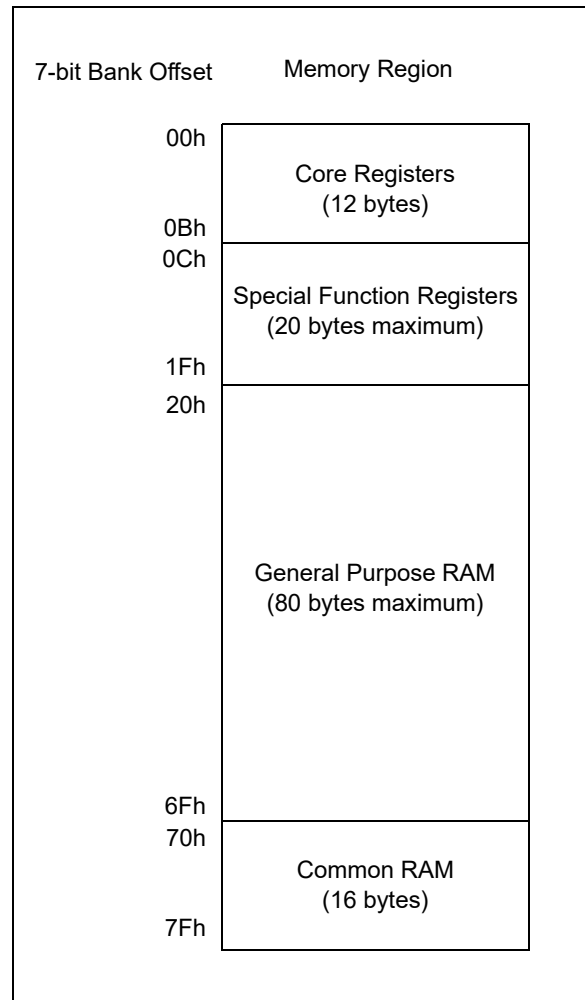 7-bit Bank Offset Memory Region
00h
Core Registers
(12 bytes)
0Bh
0Ch
Special Function Registers
(20 bytes maximum)
1Fh
20h
General Purpose RAM
(80 bytes maximum)
6Fh
70h
Common RAM
(16 bytes)
7Fh